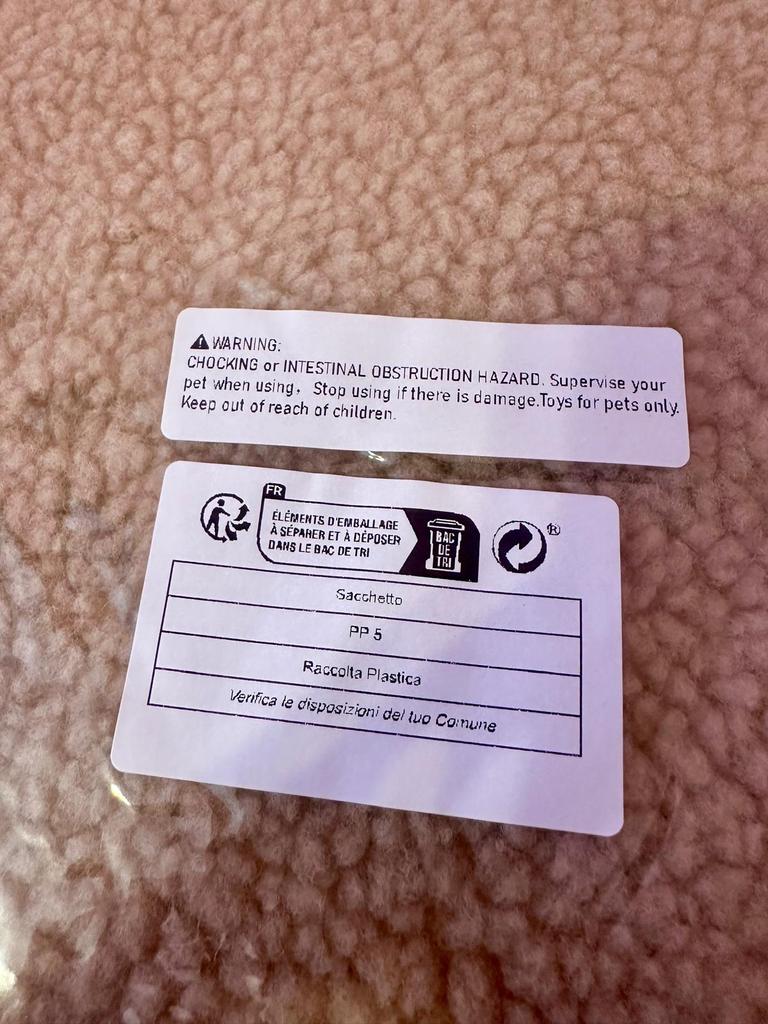 WARNING:
CHOCKING or INTESTINAL OBSTRUCTION HAZARD. Supervise your
pet when using, Stop using if there is damage.Toys for pets only.
Keep out of reach of children.
FR
ÉLÉMENTS D'EMBALLAGE
À SÉPARER ET À DÉPOSER
DANS LE BAC DE TRI
BAC
DE
TRI
®
Sacchetto
PP 5
Raccolta Plastica
Verifica le disposizioni del tuo Comune